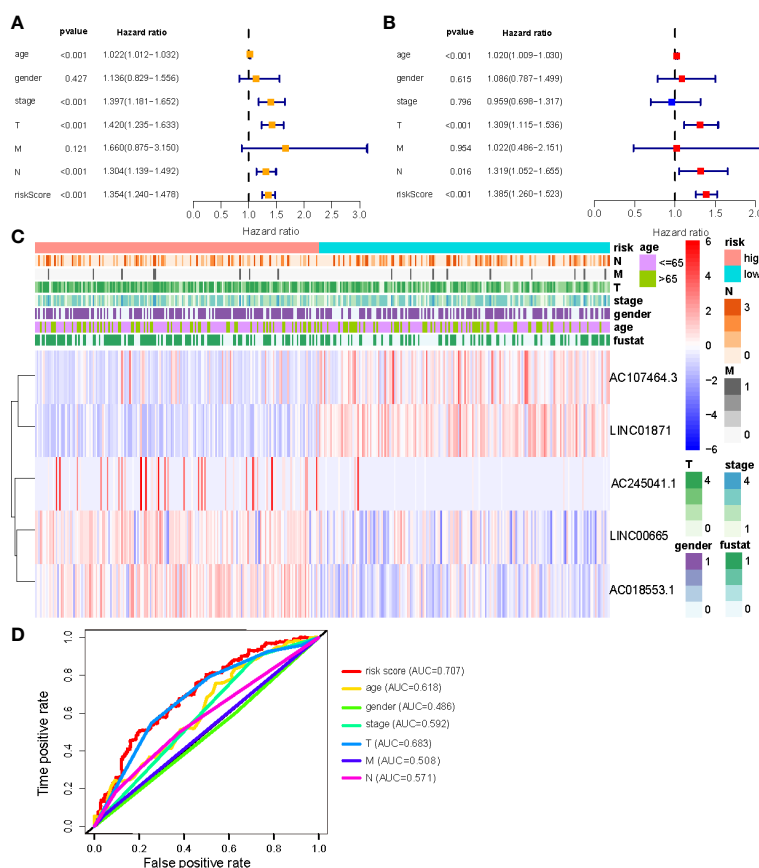 A
pvalue Hazard ratio
age <0.001 1.022(1.012−1.032)
gender 0.427 1.136(0.829−1.556)
stage <0.001 1.397(1.181−1.652)
T <0.001 1.420(1.235−1.633)
M 0.121 1.660(0.875−3.150)
N <0.001 1.304(1.139−1.492)
riskScore <0.001 1.354(1.240−1.478)
0.0 0.5 1.0 1.5 2.0 2.5 3.0
Hazard ratio
B
pvalue Hazard ratio
age <0.001 1.020(1.009−1.030)
gender 0.615 1.086(0.787−1.499)
stage 0.796 0.959(0.698−1.317)
T <0.001 1.309(1.115−1.536)
M 0.954 1.022(0.486−2.151)
N 0.016 1.319(1.052−1.655)
riskScore <0.001 1.385(1.260−1.523)
0.0 0.5 1.0 1.5 2.0
Hazard ratio
C
risk
N
M
T
stage
gender
age
fustat
AC107464.3
LINC01871
AC245041.1
LINC00665
AC018553.1
age
<=65
>65
6
4
2
0
−2
−4
−6
risk
high
low
N
3
0
M
1
0
T
4
0
stage
4
1
gender
1
0
fustat
1
0
D
Time positive rate
0.0 0.2 0.4 0.6 0.8 1.0
0.0 0.2 0.4 0.6 0.8 1.0
False positive rate
risk score (AUC=0.707)
age (AUC=0.618)
gender (AUC=0.486)
stage (AUC=0.592)
T (AUC=0.683)
M (AUC=0.508)
N (AUC=0.571)